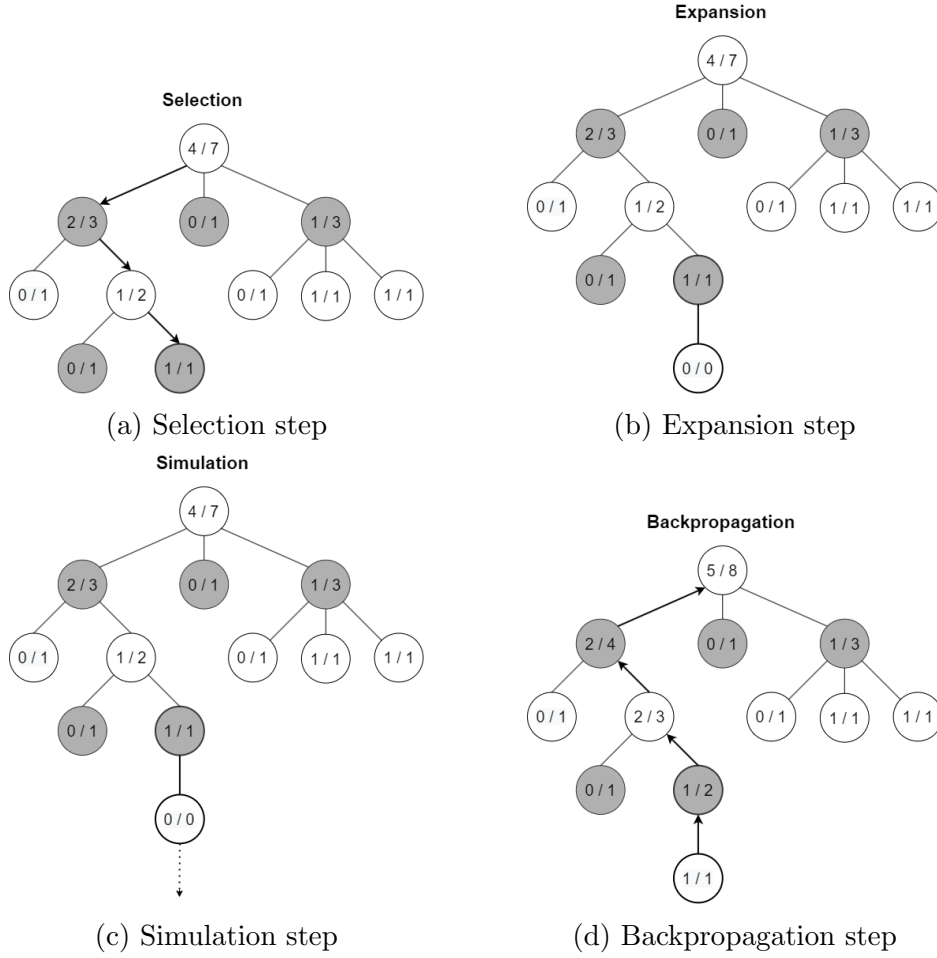 Selection
4 / 7
2 / 3 0 / 1 1 / 3
0 / 1 1 / 2 0 / 1 1 / 1 1 / 1
0 / 1 1 / 1
(a) Selection step
Expansion
4 / 7
2 / 3 0 / 1 1 / 3
0 / 1 1 / 2 0 / 1 1 / 1 1 / 1
0 / 1 1 / 1
0 / 0
(b) Expansion step
Simulation
4 / 7
2 / 3 0 / 1 1 / 3
0 / 1 1 / 2 0 / 1 1 / 1 1 / 1
0 / 1 1 / 1
0 / 0
(c) Simulation step
Backpropagation
5 / 8
2 / 4 0 / 1 1 / 3
0 / 1 2 / 3 0 / 1 1 / 1 1 / 1
0 / 1 1 / 2
1 / 1
(d) Backpropagation step